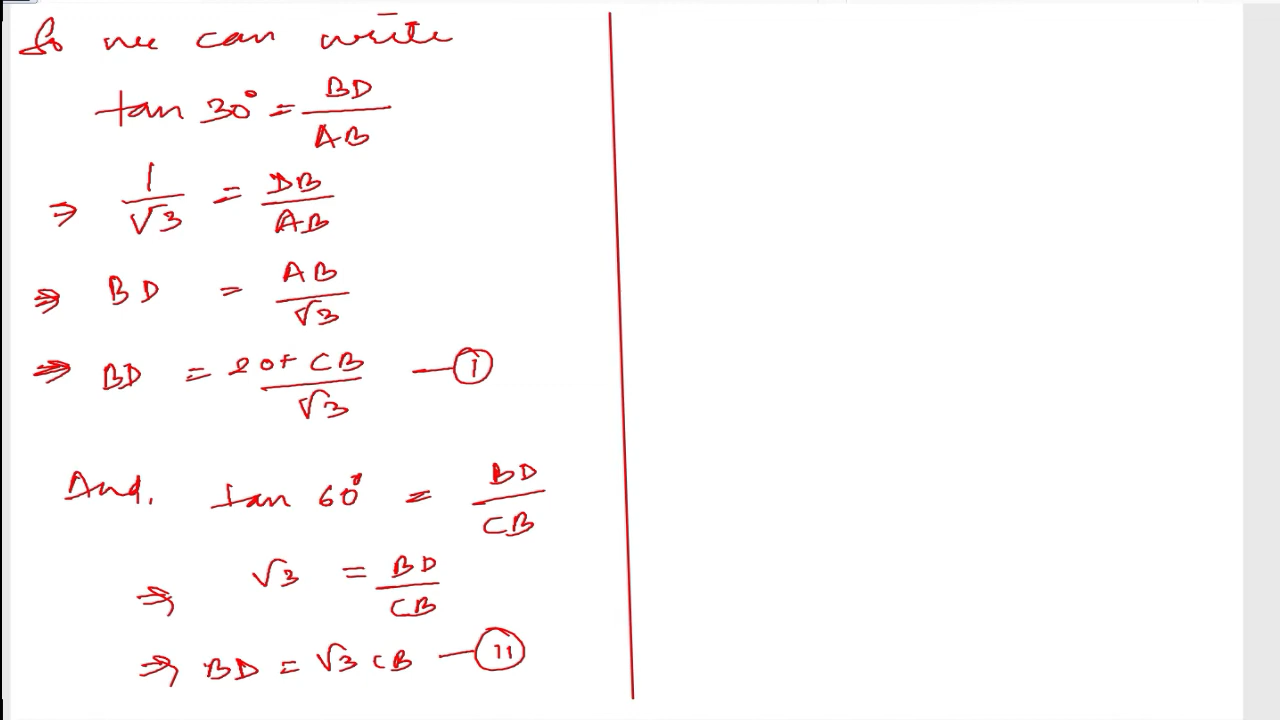 So we can write
tan 30° = BD/AB
⇒ 1/√3 = DB/AB
⇒ BD = AB/√3
⇒ BD = (20+CB)/√3 — (i)
And, tan 60° = BD/CB
⇒ √3 = BD/CB
⇒ BD = √3 CB — (ii)